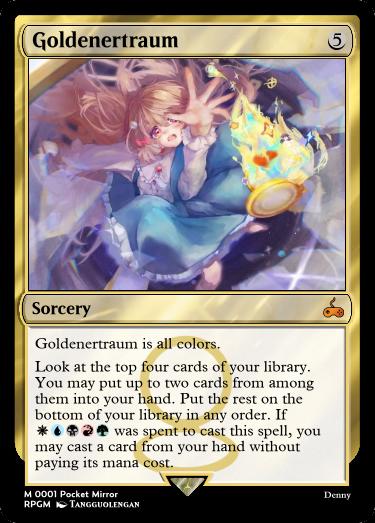 Goldenertraum 5
Sorcery
Goldenertraum is all colors.
Look at the top four cards of your library.
You may put up to two cards from among
them into your hand. Put the rest on the
bottom of your library in any order. If
was spent to cast this spell, you
may cast a card from your hand without
paying its mana cost.
M 0001 Pocket Mirror
RPGM TANGGUOLENGAN
Denny